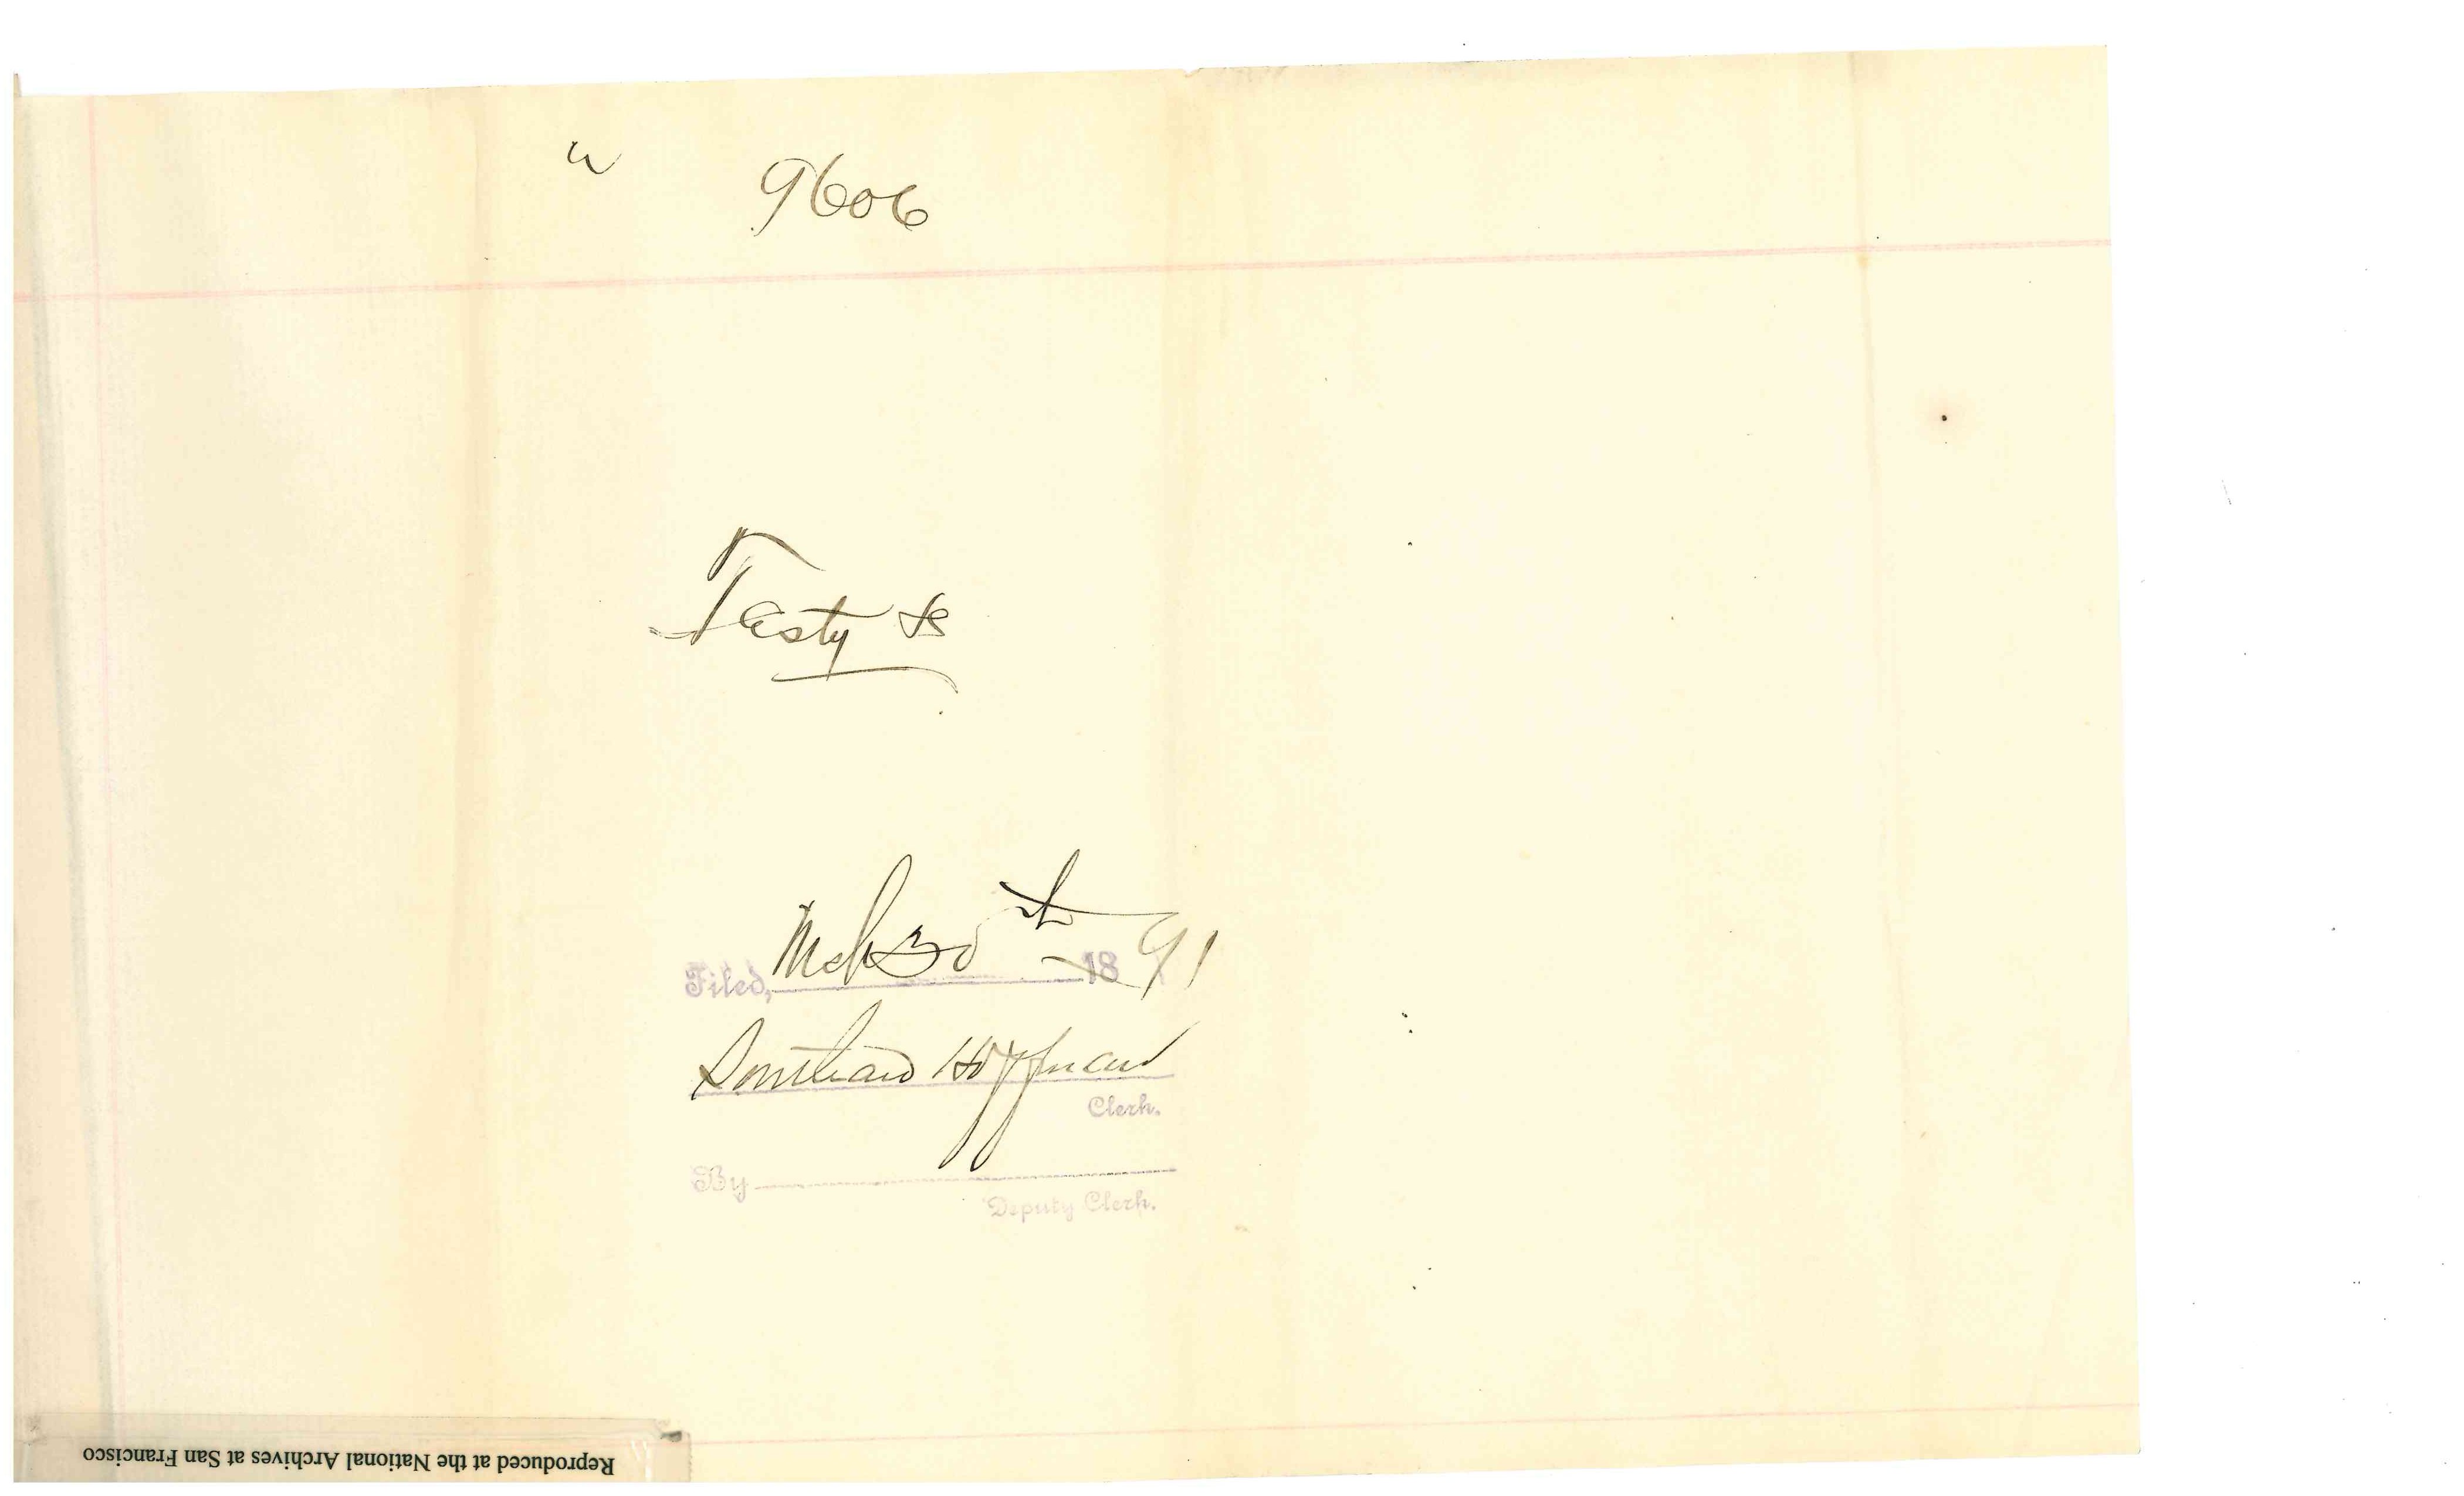 9606
Testy &c
Filed, Mch 30th 1891
Southard Hoffman
Clerk.
By
Deputy Clerk.
Reproduced at the National Archives at San Francisco